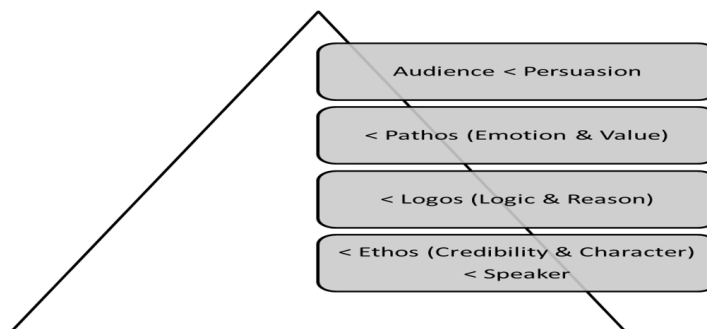 Audience < Persuasion
< Pathos (Emotion & Value)
< Logos (Logic & Reason)
< Ethos (Credibility & Character)
< Speaker